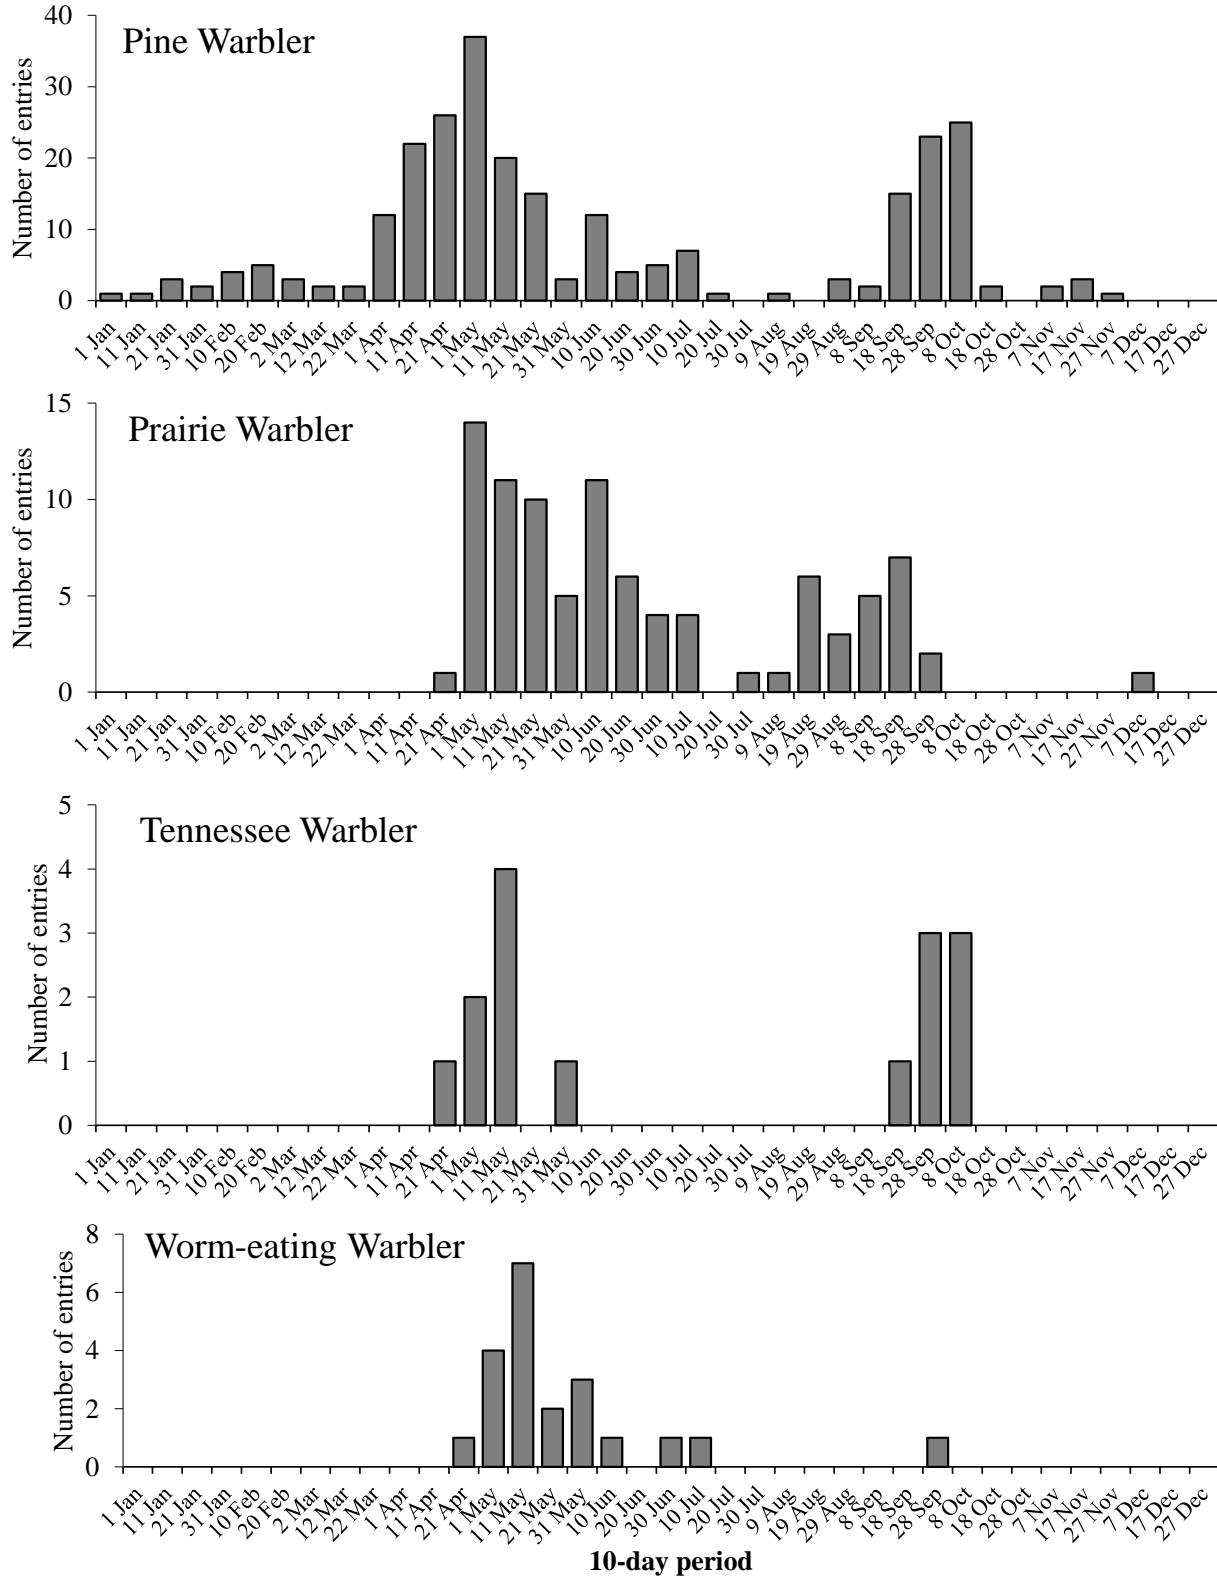 Pine Warbler
Number of entries
40
30
20
10
0
1 Jan 11 Jan 21 Jan 31 Jan 10 Feb 20 Feb 2 Mar 12 Mar 22 Mar 1 Apr 11 Apr 21 Apr 1 May 11 May 21 May 31 May 10 Jun 20 Jun 30 Jun 10 Jul 20 Jul 30 Jul 9 Aug 19 Aug 29 Aug 8 Sep 18 Sep 28 Sep 8 Oct 18 Oct 28 Oct 7 Nov 17 Nov 27 Nov 7 Dec 17 Dec 27 Dec
Prairie Warbler
Number of entries
15
10
5
0
1 Jan 11 Jan 21 Jan 31 Jan 10 Feb 20 Feb 2 Mar 12 Mar 22 Mar 1 Apr 11 Apr 21 Apr 1 May 11 May 21 May 31 May 10 Jun 20 Jun 30 Jun 10 Jul 20 Jul 30 Jul 9 Aug 19 Aug 29 Aug 8 Sep 18 Sep 28 Sep 8 Oct 18 Oct 28 Oct 7 Nov 17 Nov 27 Nov 7 Dec 17 Dec 27 Dec
Tennessee Warbler
Number of entries
5
4
3
2
1
0
1 Jan 11 Jan 21 Jan 31 Jan 10 Feb 20 Feb 2 Mar 12 Mar 22 Mar 1 Apr 11 Apr 21 Apr 1 May 11 May 21 May 31 May 10 Jun 20 Jun 30 Jun 10 Jul 20 Jul 30 Jul 9 Aug 19 Aug 29 Aug 8 Sep 18 Sep 28 Sep 8 Oct 18 Oct 28 Oct 7 Nov 17 Nov 27 Nov 7 Dec 17 Dec 27 Dec
Worm-eating Warbler
Number of entries
8
6
4
2
0
1 Jan 11 Jan 21 Jan 31 Jan 10 Feb 20 Feb 2 Mar 12 Mar 22 Mar 1 Apr 11 Apr 21 Apr 1 May 11 May 21 May 31 May 10 Jun 20 Jun 30 Jun 10 Jul 20 Jul 30 Jul 9 Aug 19 Aug 29 Aug 8 Sep 18 Sep 28 Sep 8 Oct 18 Oct 28 Oct 7 Nov 17 Nov 27 Nov 7 Dec 17 Dec 27 Dec
10-day period